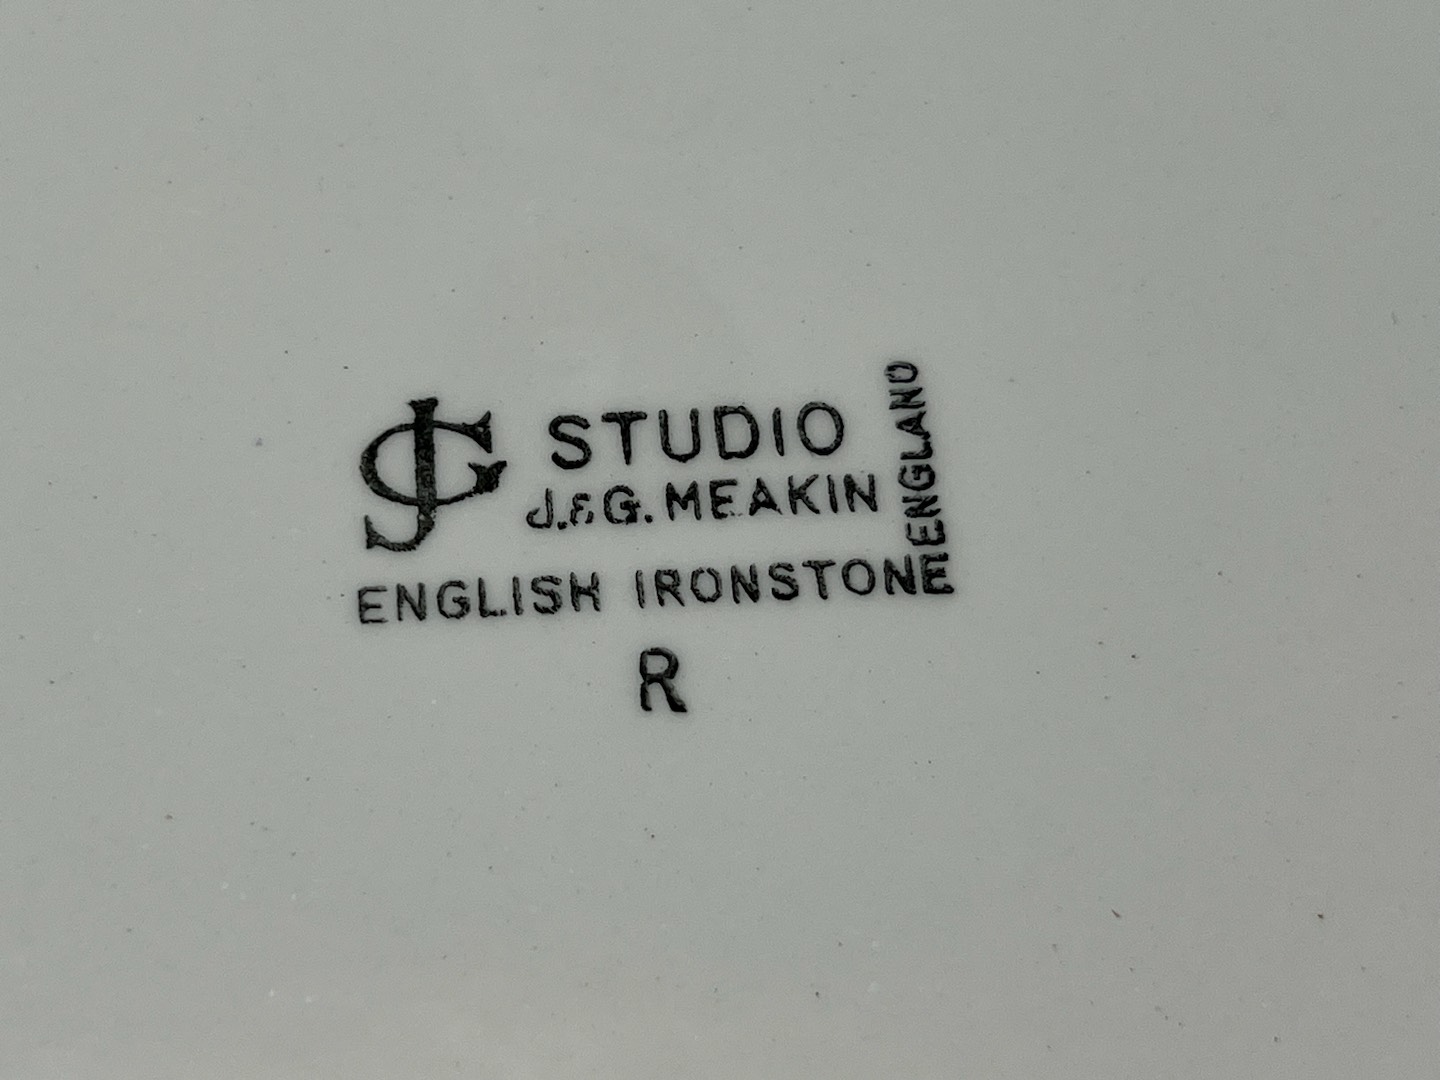 JG STUDIO
J.&G. MEAKIN
ENGLAND
ENGLISH IRONSTONE
R